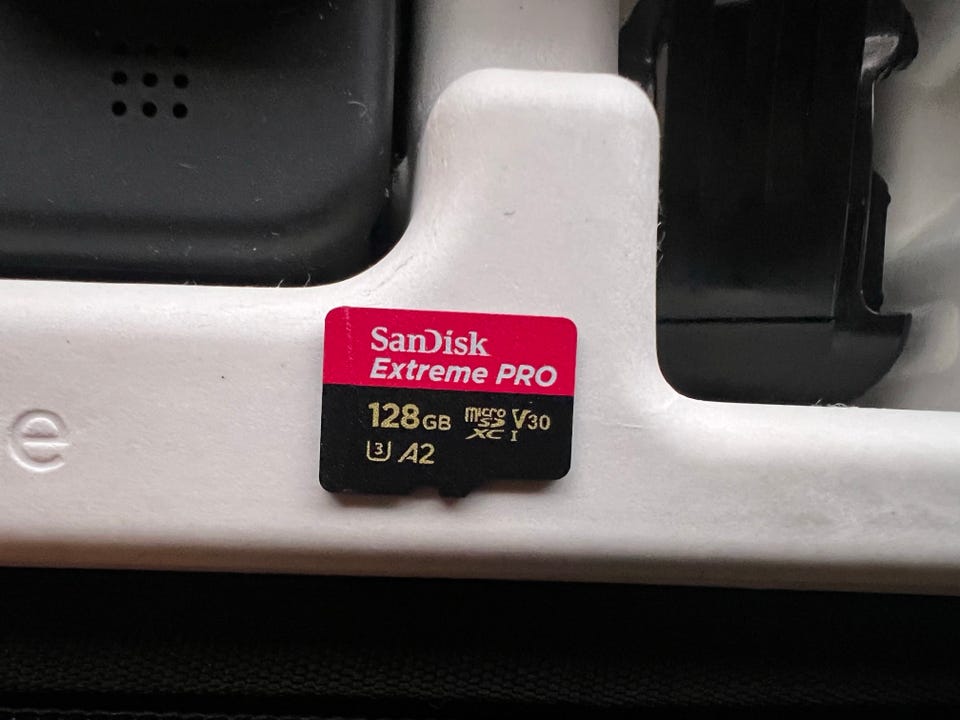 SanDisk
Extreme PRO
128GB micro SD XC I V30
U3 A2
e